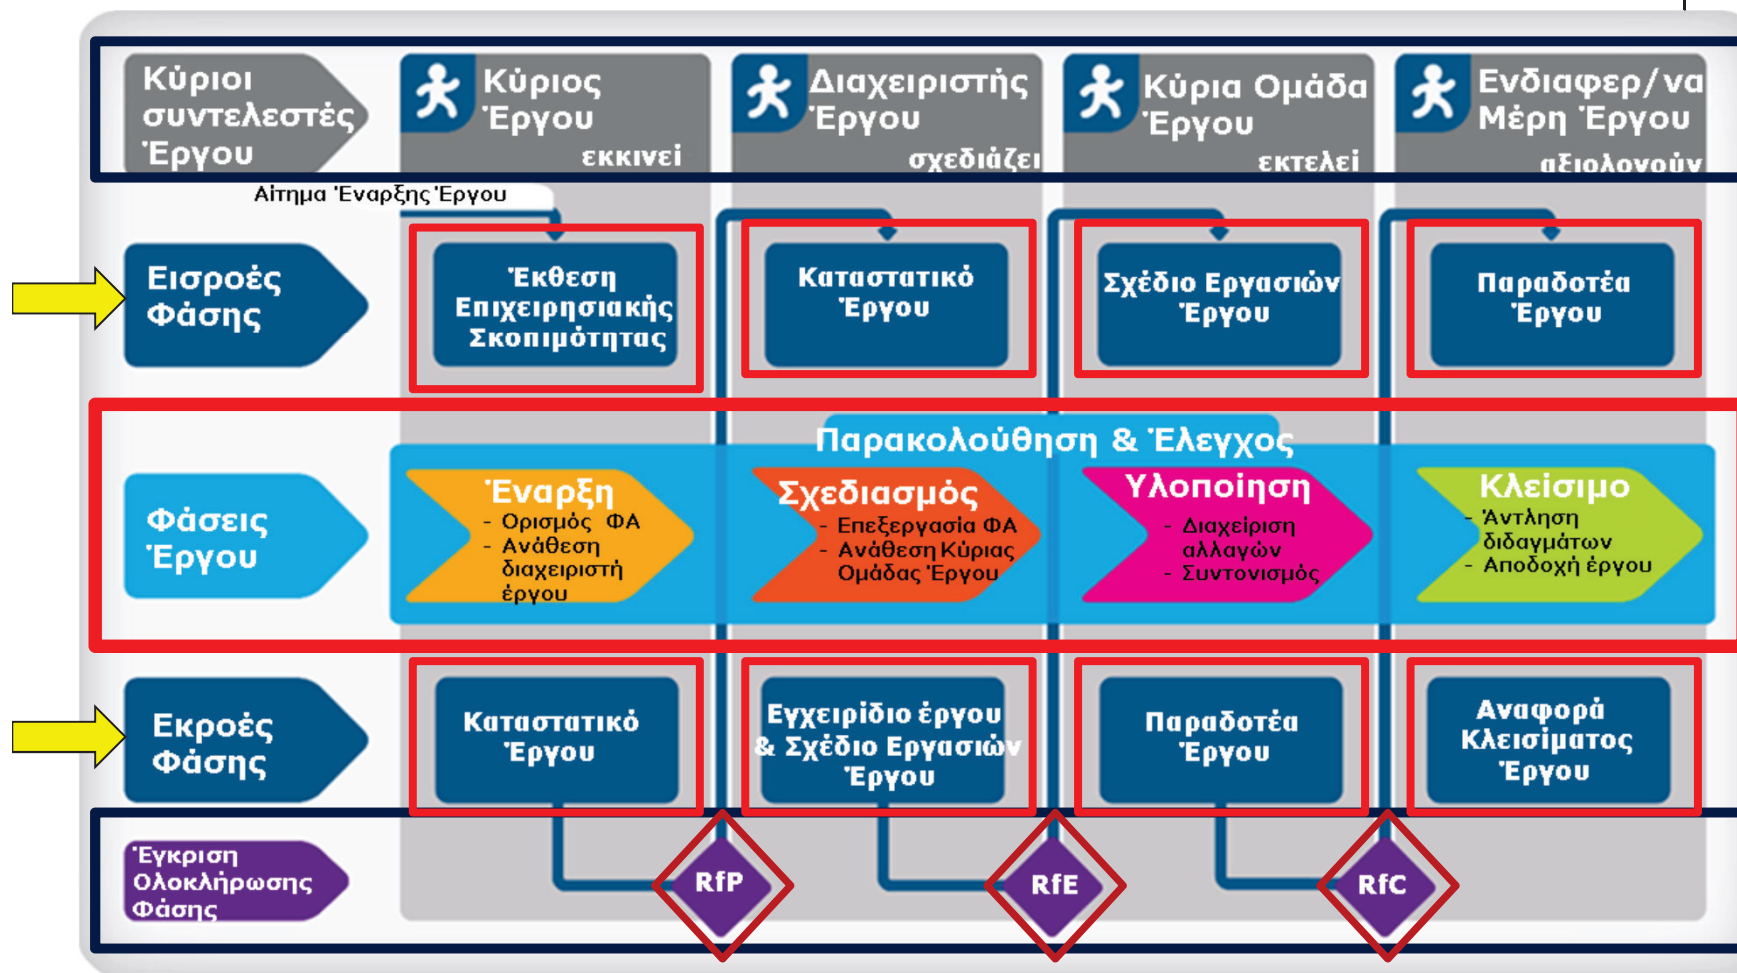 Κύριοι
συντελεστές
Έργου
Κύριος
Έργου
εκκινεί
Διαχειριστής
Έργου
σχεδιάζει
Κύρια Ομάδα
Έργου
εκτελεί
Ενδιαφερ/να
Μέρη Έργου
αξιολογούν
Αίτημα Έναρξης Έργου
Εισροές
Φάσης
Έκθεση
Επιχειρησιακής
Σκοπιμότητας
Καταστατικό
Έργου
Σχέδιο Εργασιών
Έργου
Παραδοτέα
Έργου
Παρακολούθηση & Έλεγχος
Φάσεις
Έργου
Έναρξη
- Ορισμός ΦΑ
- Ανάθεση
διαχειριστή
έργου
Σχεδιασμός
- Επεξεργασία ΦΑ
- Ανάθεση Κύριας
Ομάδας Έργου
Υλοποίηση
- Διαχείριση
αλλαγών
- Συντονισμός
Κλείσιμο
- Άντληση
διδαγμάτων
- Αποδοχή έργου
Εκροές
Φάσης
Καταστατικό
Έργου
Εγχειρίδιο έργου
& Σχέδιο Εργασιών
Έργου
Παραδοτέα
Έργου
Αναφορά
Κλεισίματος
Έργου
Έγκριση
Ολοκλήρωσης
Φάσης
RfP
RfE
RfC